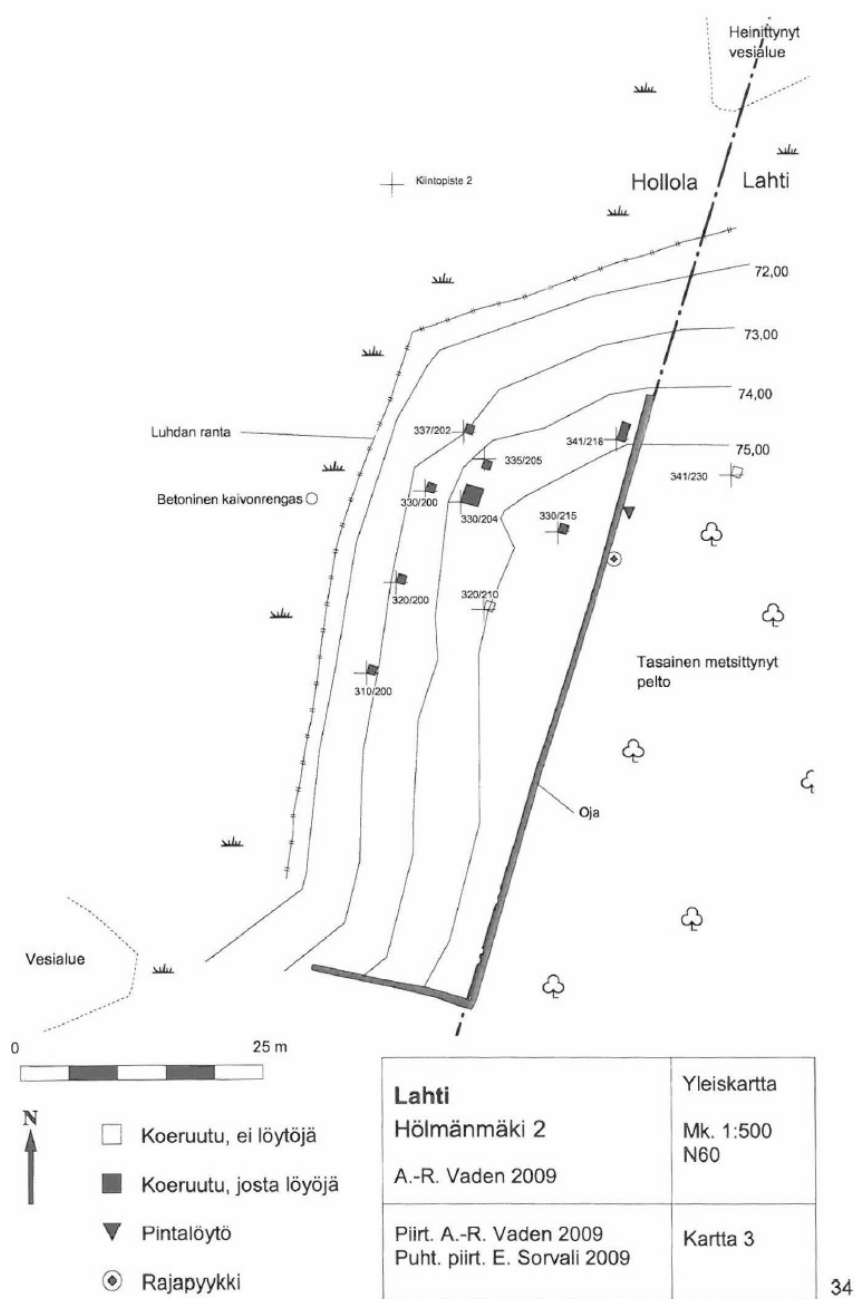 Heinittynyt
vesialue
Kiintopiste 2
Hollola
Lahti
72,00
73,00
74,00
75,00
Luhdan ranta
337/202
335/205
341/218
341/230
Betoninen kaivonrengas
330/200
330/204
330/215
320/200
320/210
310/200
Tasainen metsittynyt
pelto
Oja
Vesialue
0
25 m
N
Koeruutu, ei löytöjä
Koeruutu, josta löyöjä
Pintalöytö
Rajapyykki
Lahti
Hölmänmäki 2
A.-R. Vaden 2009
Yleiskartta
Mk. 1:500
N60
Piirt. A.-R. Vaden 2009
Puht. piirt. E. Sorvali 2009
Kartta 3
34